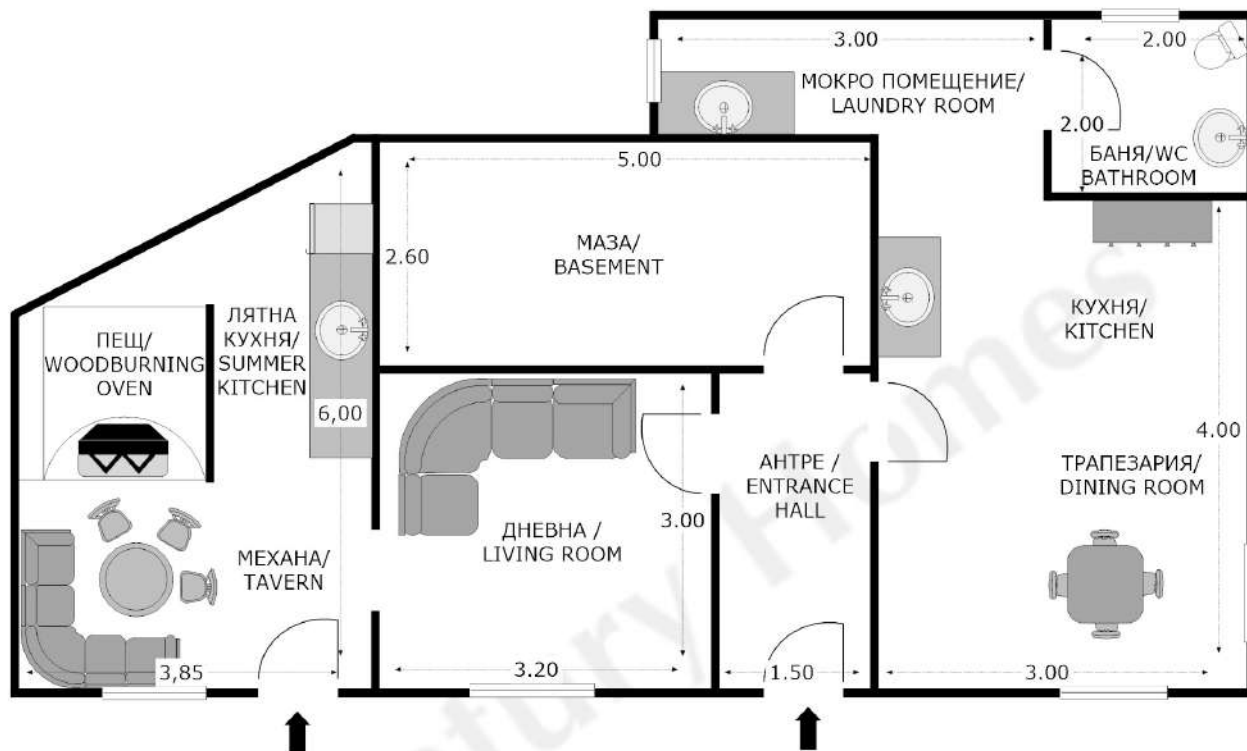 3.00
2.00
МОКРО ПОМЕЩЕНИЕ/
LAUNDRY ROOM
2.00
БАНЯ/WC
BATHROOM
5.00
2.60
МАЗА/
BASEMENT
ПЕЩ/
WOODBURNING
OVEN
ЛЯТНА
КУХНЯ/
SUMMER
KITCHEN
6,00
КУХНЯ/
KITCHEN
4.00
АНТРЕ /
ENTRANCE
HALL
ТРАПЕЗАРИЯ/
DINING ROOM
3.00
ДНЕВНА /
LIVING ROOM
МЕХАНА/
TAVERN
3,85
3.20
1.50
3.00
tury Homes